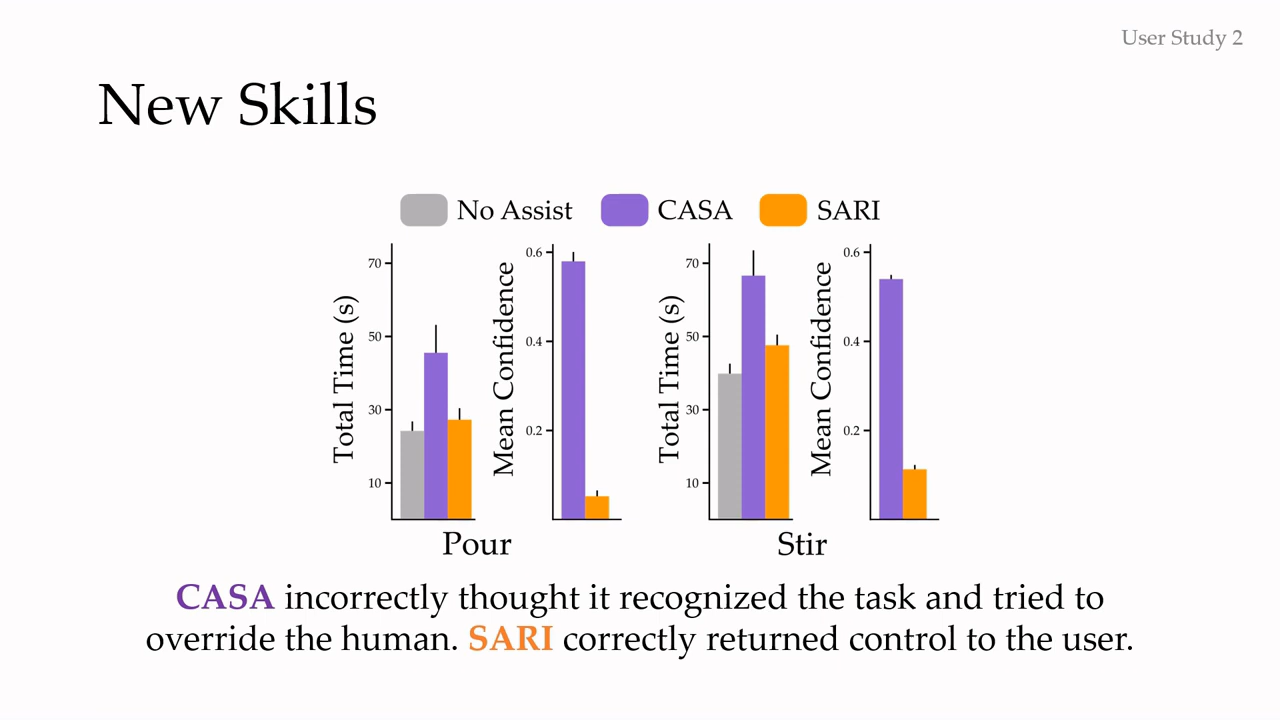 User Study 2
New Skills
No Assist
CASA
SARI
Total Time (s)
70
50
30
10
Mean Confidence
0.6
0.4
0.2
Total Time (s)
70
50
30
10
Mean Confidence
0.6
0.4
0.2
Pour
Stir
CASA incorrectly thought it recognized the task and tried to
override the human. SARI correctly returned control to the user.